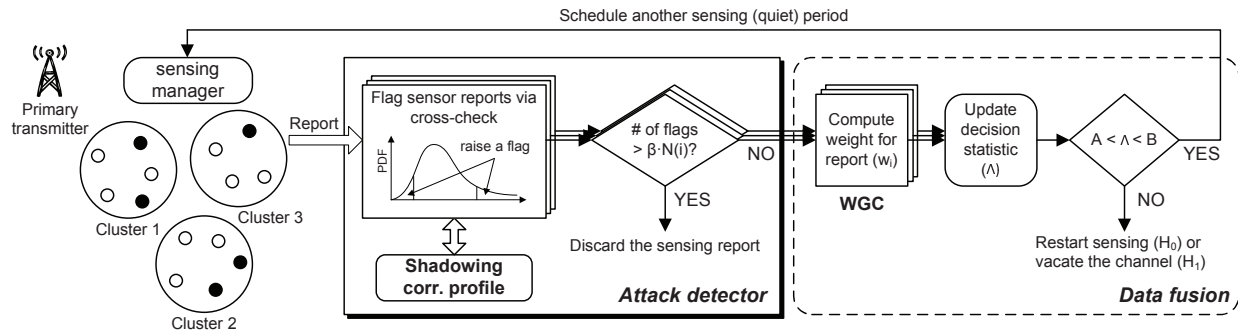 Schedule another sensing (quiet) period
sensing
manager
Primary
transmitter
Cluster 1
Cluster 3
Cluster 2
Report
Flag sensor reports via
cross-check
PDF
raise a flag
Shadowing
corr. profile
# of flags
> β·N(i)?
NO
YES
Discard the sensing report
Attack detector
Compute
weight for
report (wᵢ)
WGC
Update
decision
statistic
(Λ)
A < Λ < B
YES
NO
Restart sensing (H₀) or
vacate the channel (H₁)
Data fusion